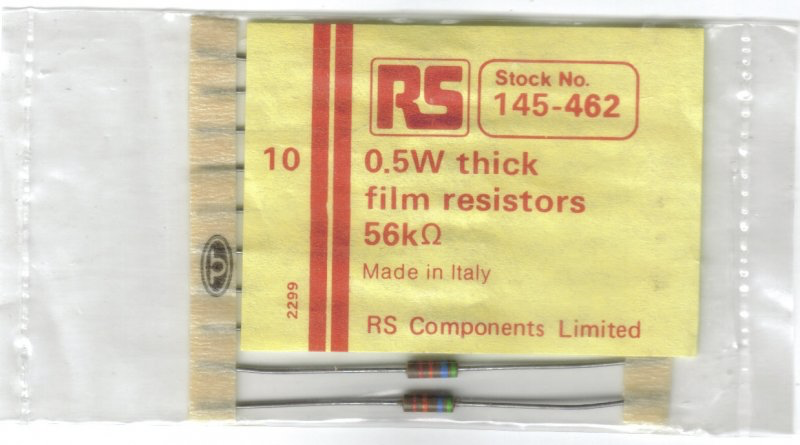 RS
Stock No.
145-462
10
0.5W thick
film resistors
56kΩ
Made in Italy
2299
RS Components Limited